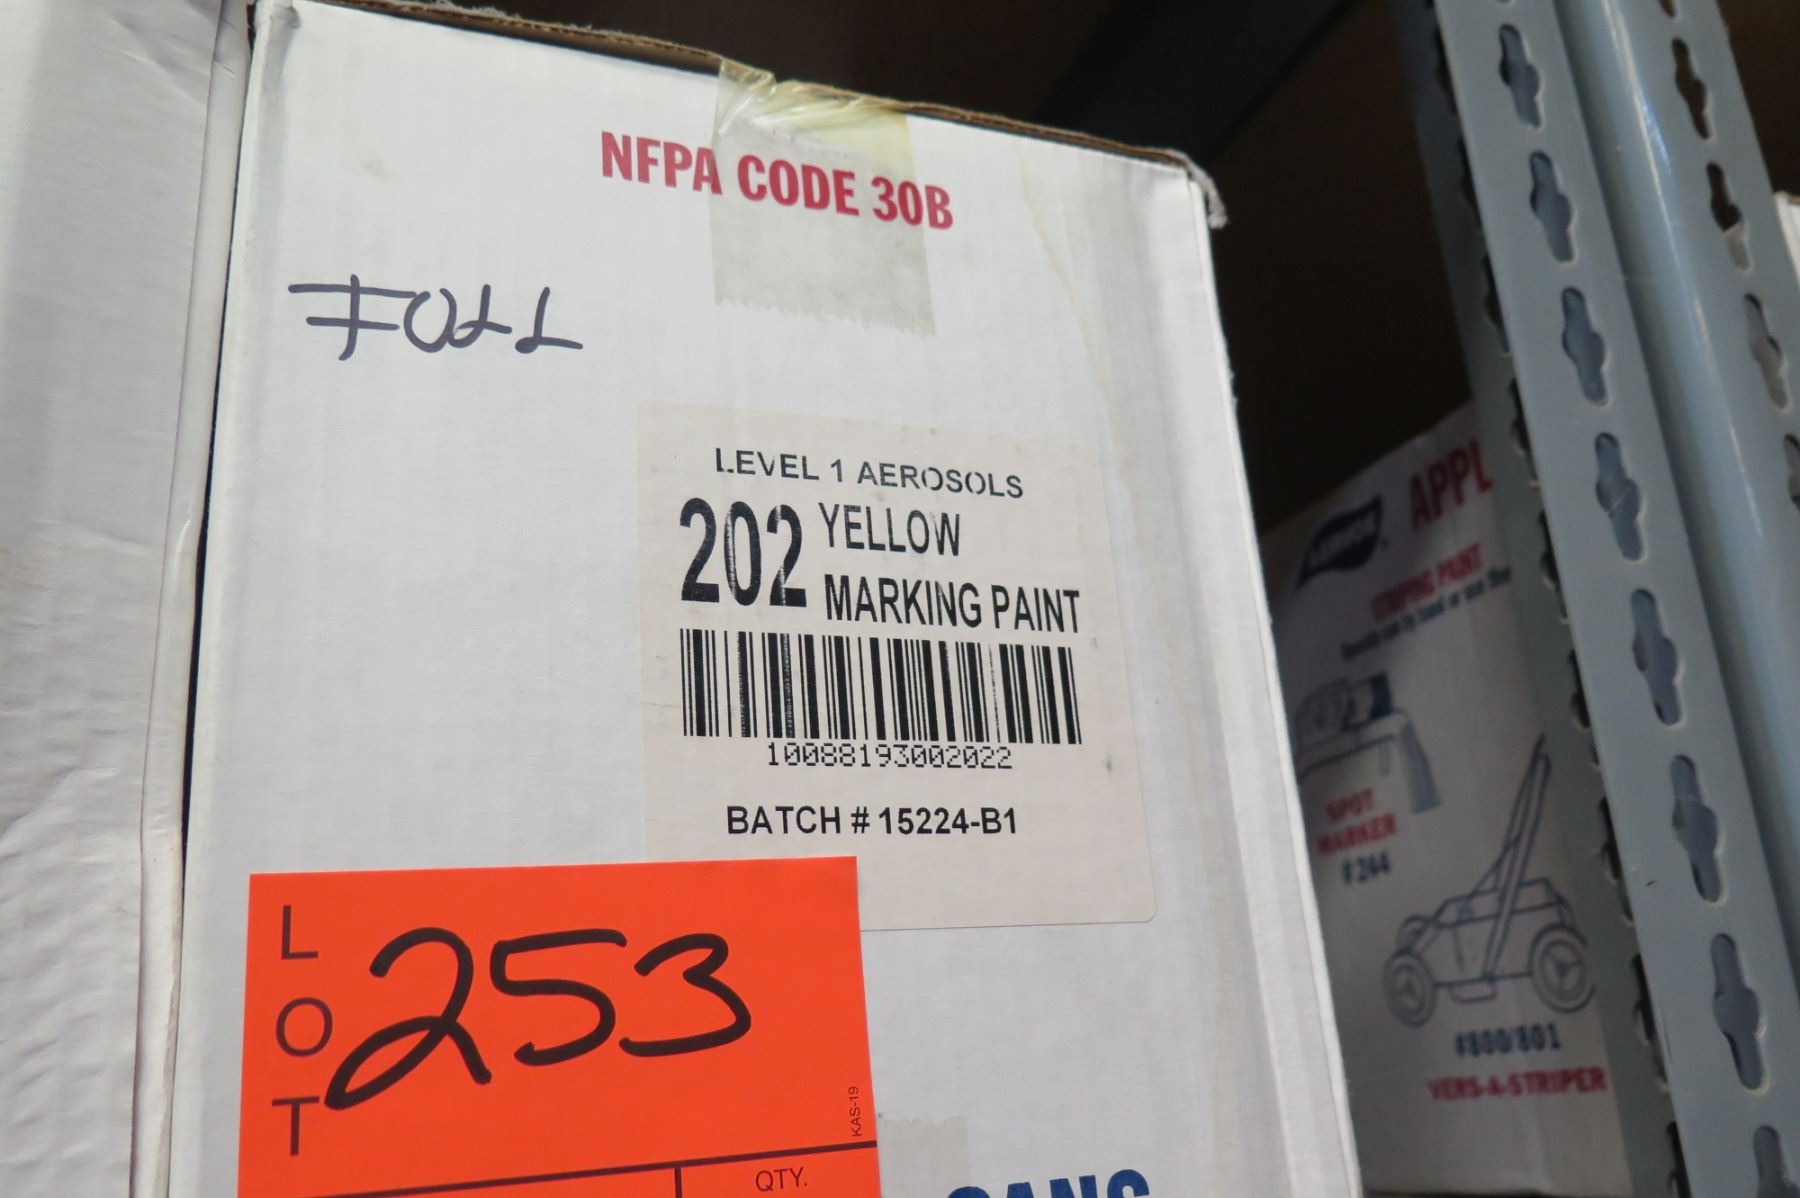 NFPA CODE 30B
FULL
LEVEL 1 AEROSOLS
202 YELLOW
MARKING PAINT
10088193002022
BATCH # 15224-B1
LOT 253
KAS-19
QTY.
CANS
APPL
STRIPING PAINT
SPOT
MARKER
#244
#800/801
VERS-A-STRIPER